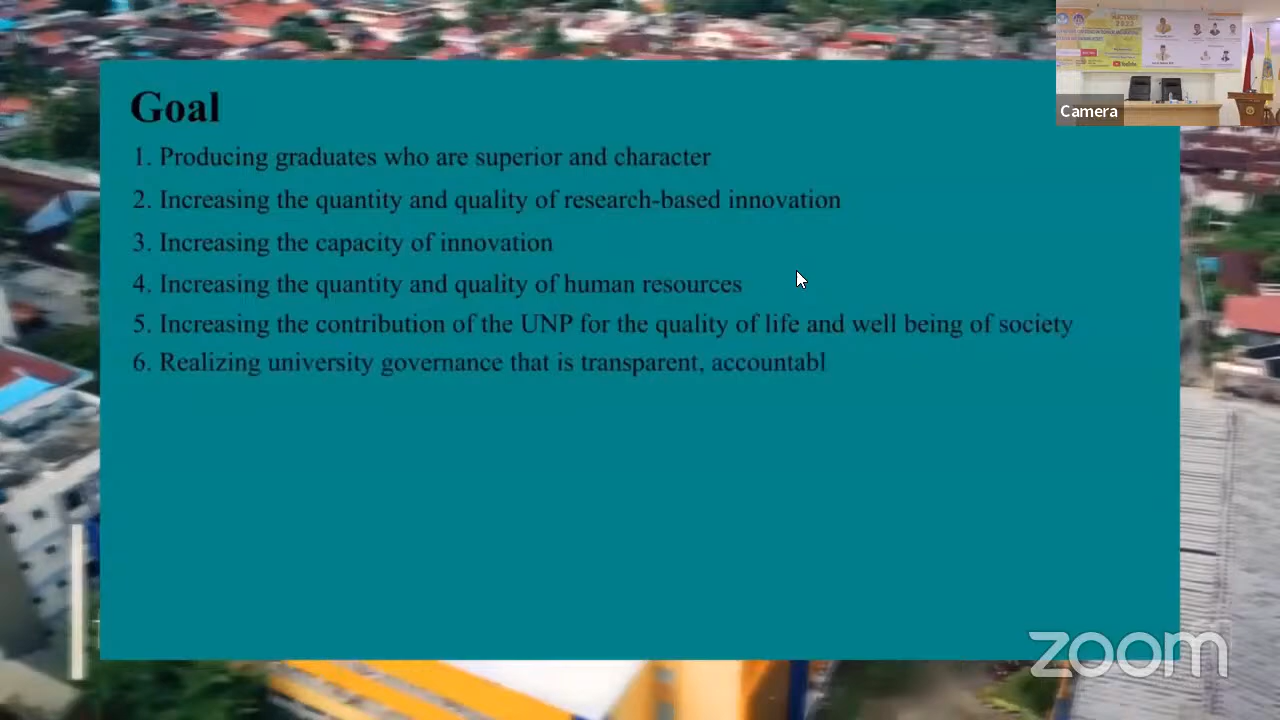 Goal
1. Producing graduates who are superior and character
2. Increasing the quantity and quality of research-based innovation
3. Increasing the capacity of innovation
4. Increasing the quantity and quality of human resources
5. Increasing the contribution of the UNP for the quality of life and well being of society
6. Realizing university governance that is transparent, accountabl
Camera
zoom